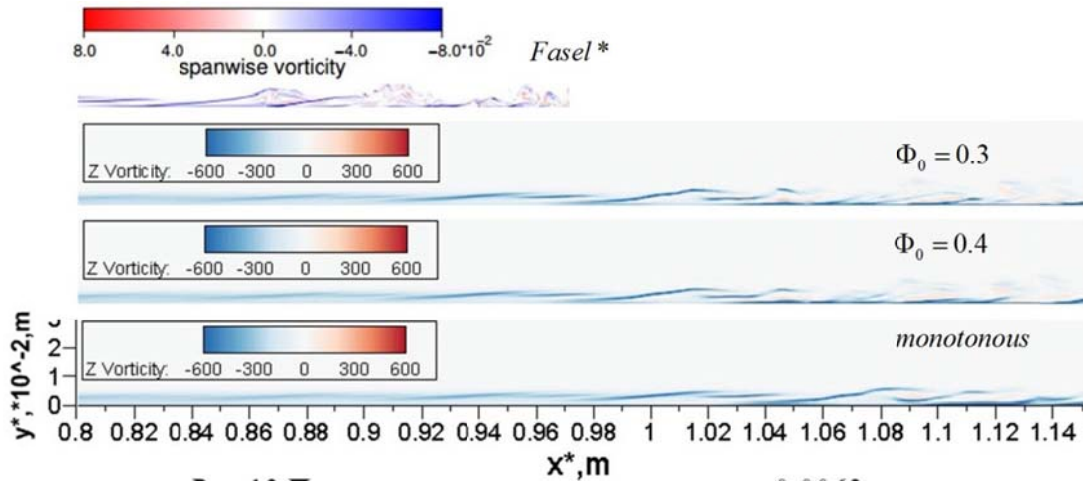 8.0 4.0 0.0 -4.0 -8.0*10^-2
spanwise vorticity
Fasel *
Z Vorticity: -600 -300 0 300 600
Φ₀ = 0.3
Z Vorticity: -600 -300 0 300 600
Φ₀ = 0.4
Z Vorticity: -600 -300 0 300 600
monotonous
y*,*10^-2,m
2
1
0
0.8 0.82 0.84 0.86 0.88 0.9 0.92 0.94 0.96 0.98 1 1.02 1.04 1.06 1.08 1.1 1.12 1.14
x*,m